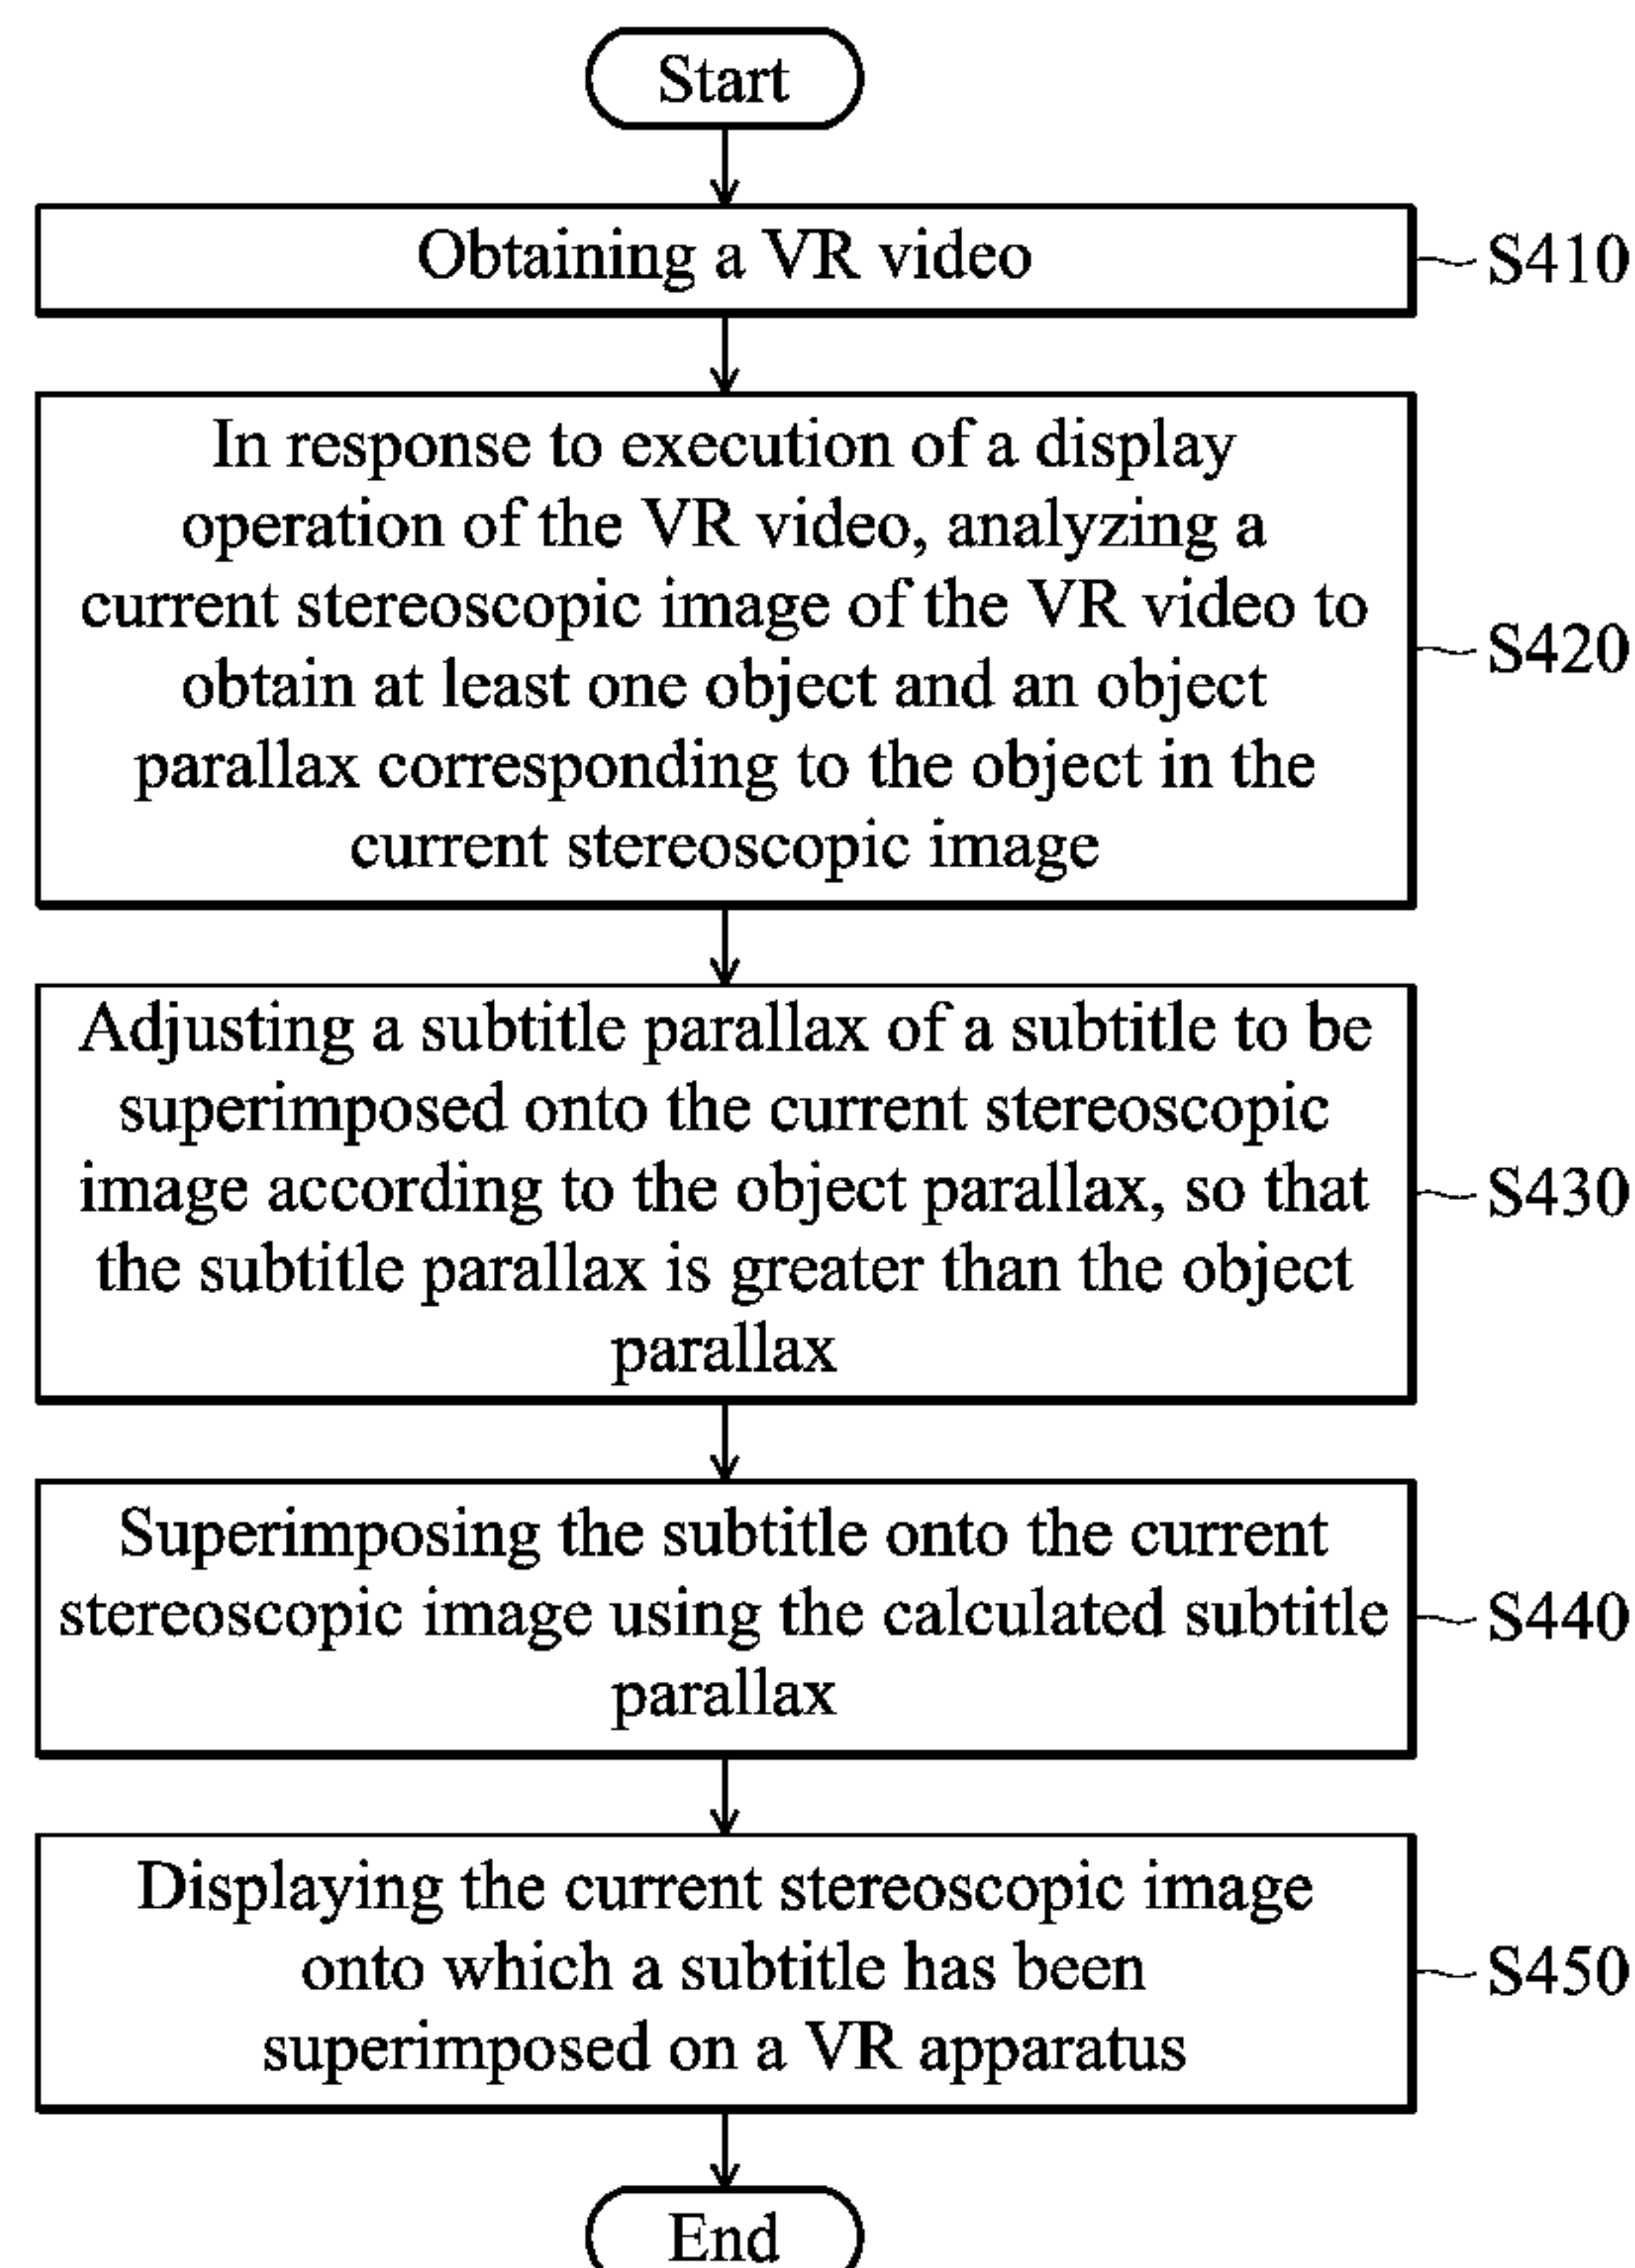 Start
Obtaining a VR video
S410
In response to execution of a display
operation of the VR video, analyzing a
current stereoscopic image of the VR video to
obtain at least one object and an object
parallax corresponding to the object in the
current stereoscopic image
S420
Adjusting a subtitle parallax of a subtitle to be
superimposed onto the current stereoscopic
image according to the object parallax, so that
the subtitle parallax is greater than the object
parallax
S430
Superimposing the subtitle onto the current
stereoscopic image using the calculated subtitle
parallax
S440
Displaying the current stereoscopic image
onto which a subtitle has been
superimposed on a VR apparatus
S450
End